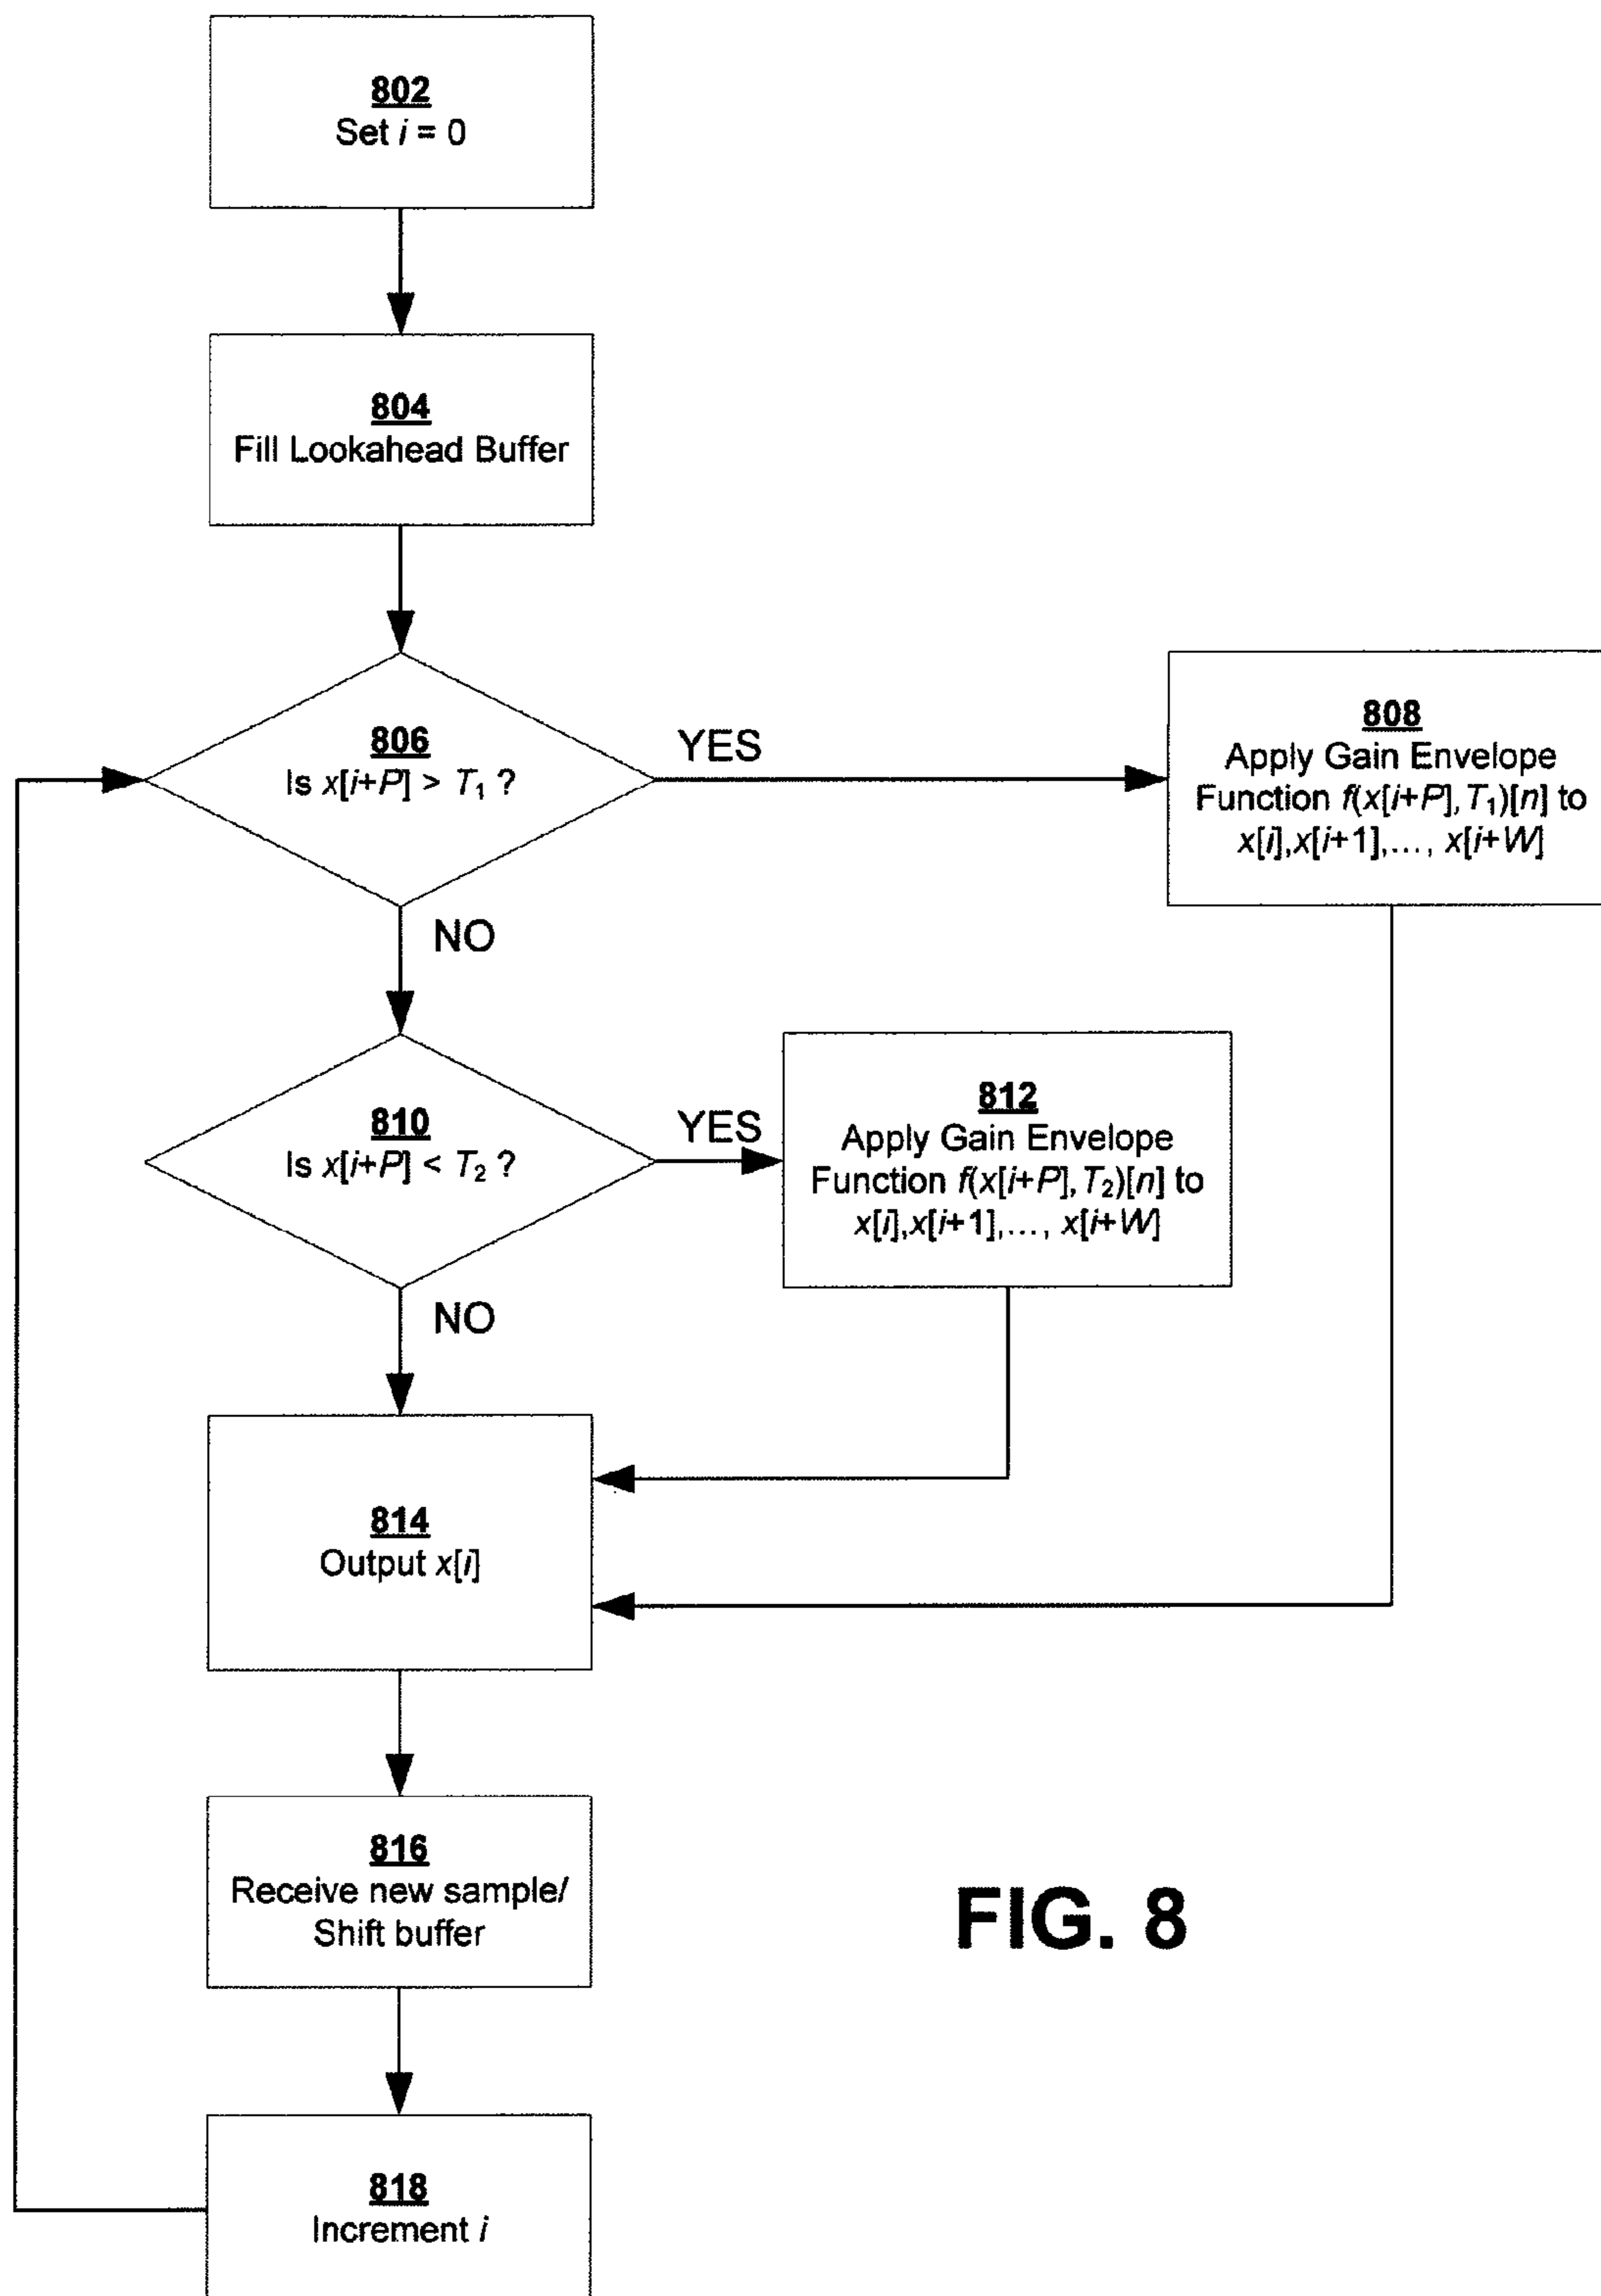 802
Set i = 0
804
Fill Lookahead Buffer
806
Is x[i+P] > T₁ ?
YES
808
Apply Gain Envelope
Function f(x[i+P],T₁)[n] to
x[i],x[i+1],..., x[i+W]
NO
810
Is x[i+P] < T₂ ?
YES
812
Apply Gain Envelope
Function f(x[i+P],T₂)[n] to
x[i],x[i+1],..., x[i+W]
NO
814
Output x[i]
816
Receive new sample/
Shift buffer
FIG. 8
818
Increment i